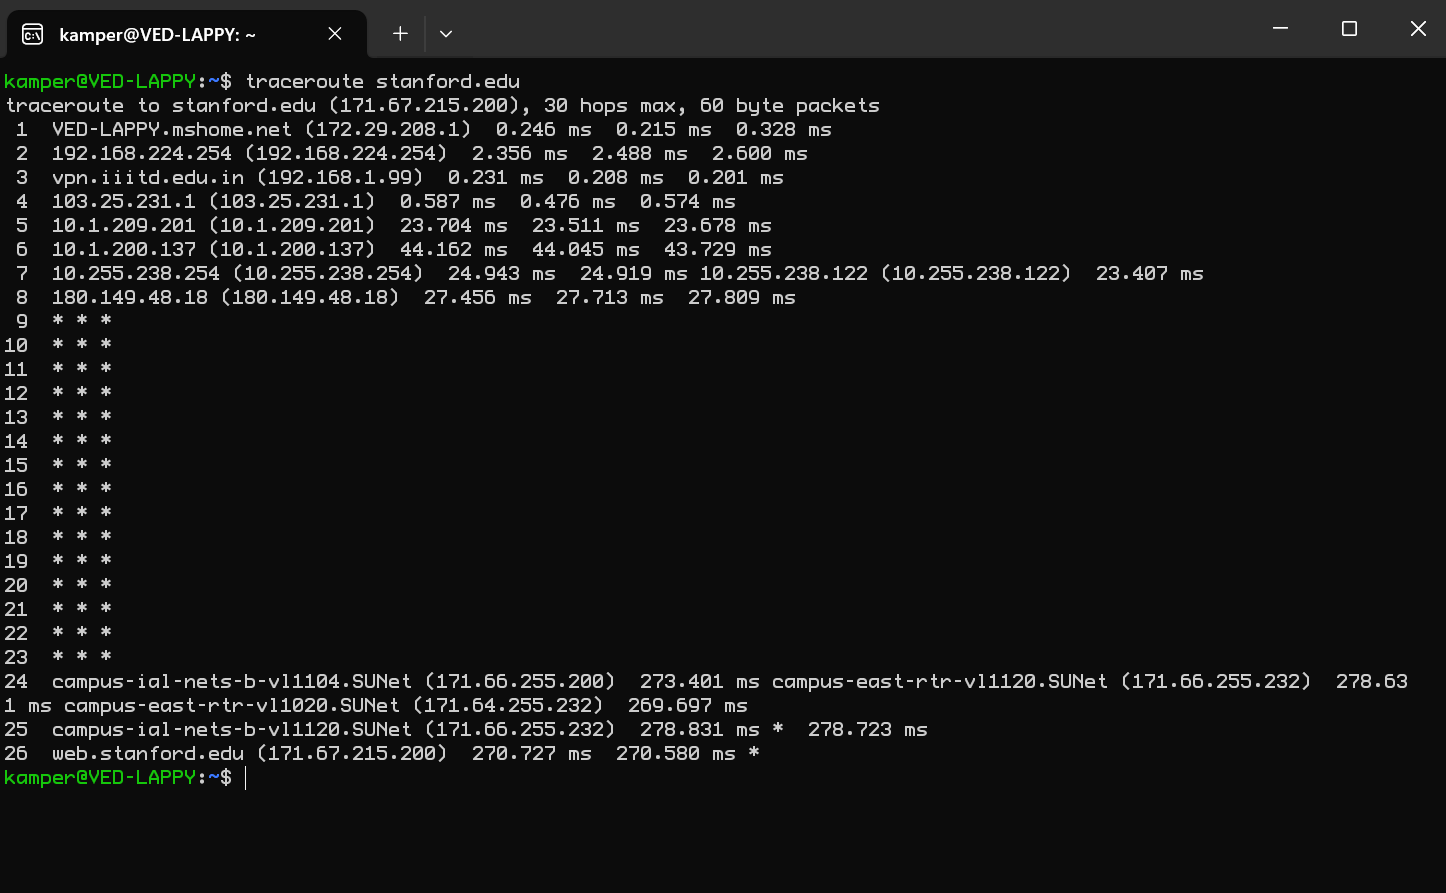 kamper@VED-LAPPY: ~
kamper@VED-LAPPY:~$ traceroute stanford.edu
traceroute to stanford.edu (171.67.215.200), 30 hops max, 60 byte packets
 1  VED-LAPPY.mshome.net (172.29.208.1)  0.246 ms  0.215 ms  0.328 ms
 2  192.168.224.254 (192.168.224.254)  2.356 ms  2.488 ms  2.600 ms
 3  vpn.iiitd.edu.in (192.168.1.99)  0.231 ms  0.208 ms  0.201 ms
 4  103.25.231.1 (103.25.231.1)  0.587 ms  0.476 ms  0.574 ms
 5  10.1.209.201 (10.1.209.201)  23.704 ms  23.511 ms  23.678 ms
 6  10.1.200.137 (10.1.200.137)  44.162 ms  44.045 ms  43.729 ms
 7  10.255.238.254 (10.255.238.254)  24.943 ms  24.919 ms 10.255.238.122 (10.255.238.122)  23.407 ms
 8  180.149.48.18 (180.149.48.18)  27.456 ms  27.713 ms  27.809 ms
 9  * * *
10  * * *
11  * * *
12  * * *
13  * * *
14  * * *
15  * * *
16  * * *
17  * * *
18  * * *
19  * * *
20  * * *
21  * * *
22  * * *
23  * * *
24  campus-ial-nets-b-vl1104.SUNet (171.66.255.200)  273.401 ms campus-east-rtr-vl1120.SUNet (171.66.255.232)  278.63
1 ms campus-east-rtr-vl1020.SUNet (171.64.255.232)  269.697 ms
25  campus-ial-nets-b-vl1120.SUNet (171.66.255.232)  278.831 ms *  278.723 ms
26  web.stanford.edu (171.67.215.200)  270.727 ms  270.580 ms *
kamper@VED-LAPPY:~$